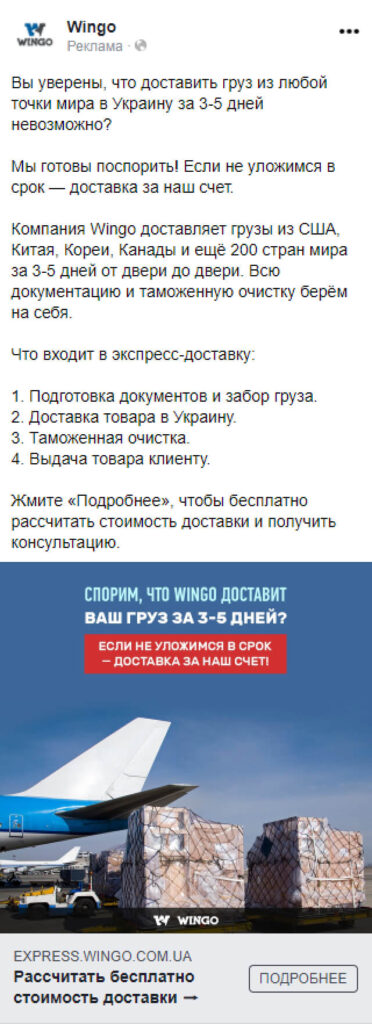 Wingo
Реклама ·
WINGO
Вы уверены, что доставить груз из любой
точки мира в Украину за 3-5 дней
невозможно?
Мы готовы поспорить! Если не уложимся в
срок — доставка за наш счет.
Компания Wingo доставляет грузы из США,
Китая, Кореи, Канады и ещё 200 стран мира
за 3-5 дней от двери до двери. Всю
документацию и таможенную очистку берём
на себя.
Что входит в экспресс-доставку:
1. Подготовка документов и забор груза.
2. Доставка товара в Украину.
3. Таможенная очистка.
4. Выдача товара клиенту.
Жмите «Подробнее», чтобы бесплатно
рассчитать стоимость доставки и получить
консультацию.
СПОРИМ, ЧТО WINGO ДОСТАВИТ
ВАШ ГРУЗ ЗА 3-5 ДНЕЙ?
ЕСЛИ НЕ УЛОЖИМСЯ В СРОК
— ДОСТАВКА ЗА НАШ СЧЕТ!
WINGO
EXPRESS.WINGO.COM.UA
Рассчитать бесплатно
стоимость доставки →
ПОДРОБНЕЕ